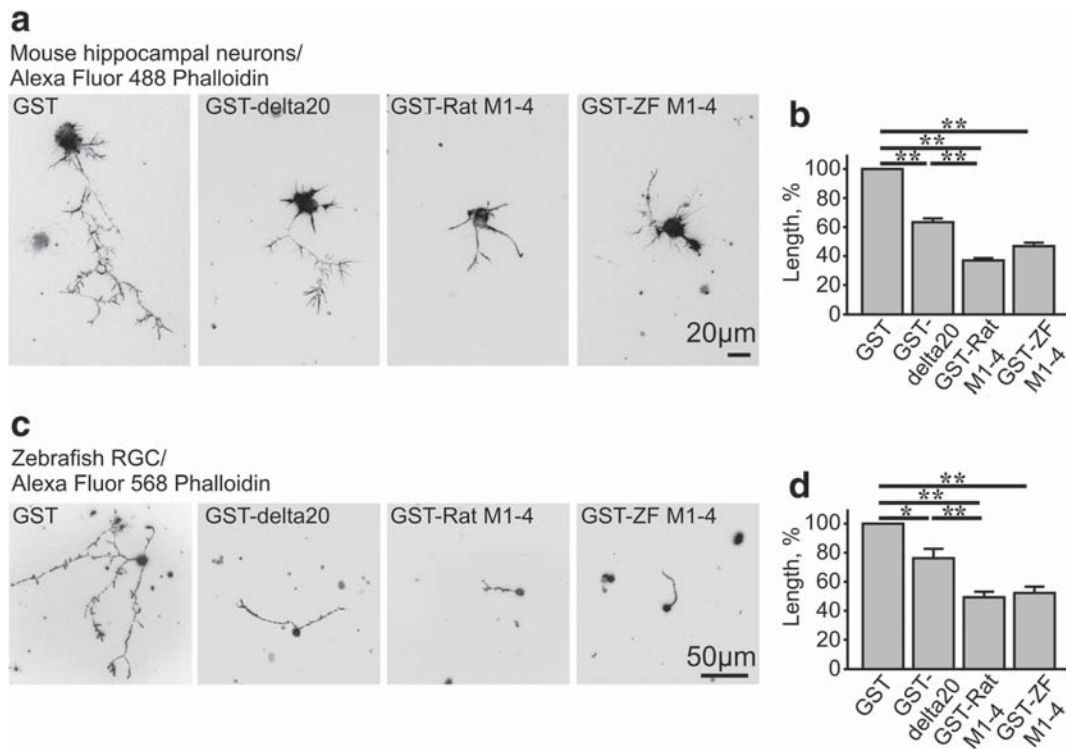 a
Mouse hippocampal neurons/
Alexa Fluor 488 Phalloidin
GST
GST-delta20
GST-Rat M1-4
GST-ZF M1-4
20µm
b
**
**
** **
Length, %
100
80
60
40
20
0
GST
GST-
delta20
GST-Rat
M1-4
GST-ZF
M1-4
c
Zebrafish RGC/
Alexa Fluor 568 Phalloidin
GST
GST-delta20
GST-Rat M1-4
GST-ZF M1-4
50µm
d
**
**
* **
Length, %
100
80
60
40
20
0
GST
GST-
delta20
GST-Rat
M1-4
GST-ZF
M1-4